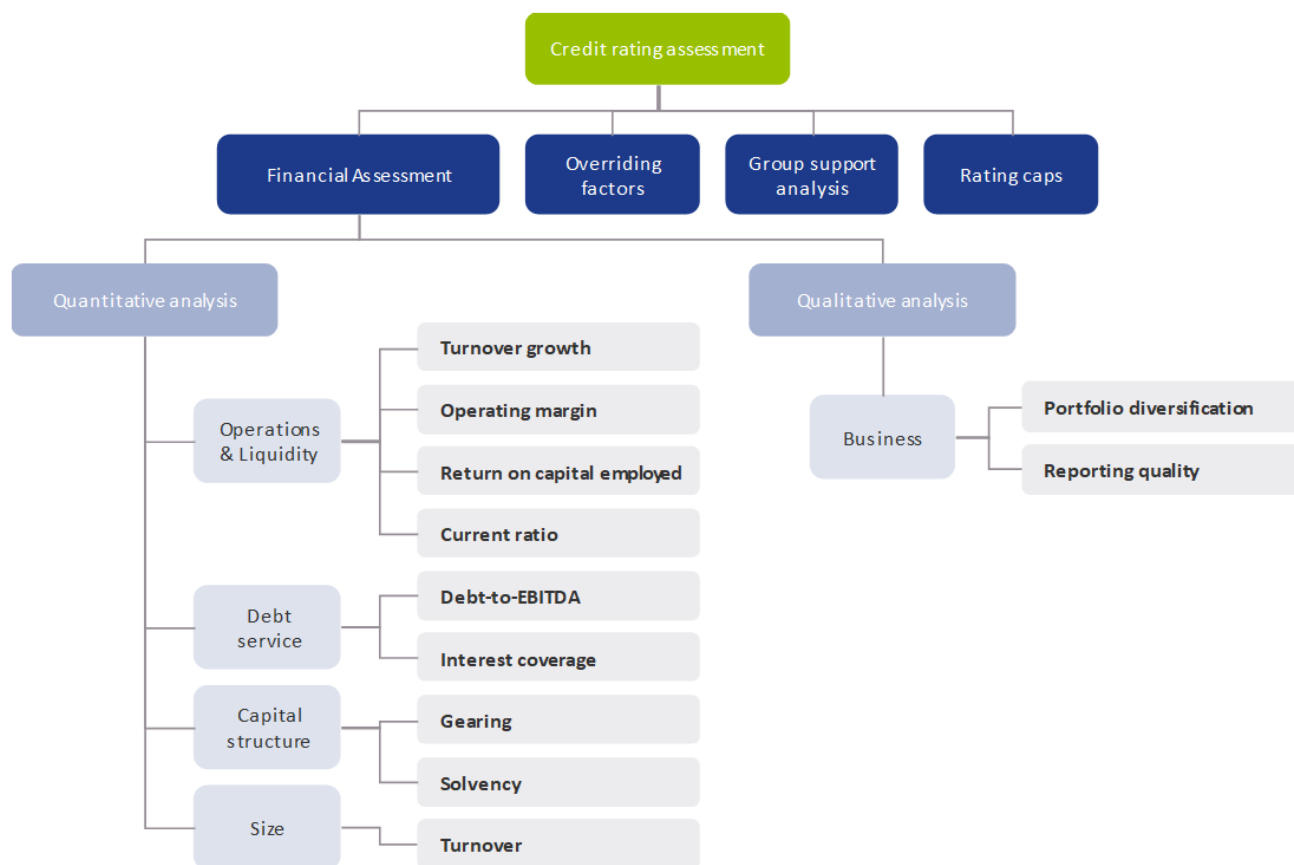 Credit rating assessment
Financial Assessment
Overriding
factors
Group support
analysis
Rating caps
Quantitative analysis
Qualitative analysis
Operations
& Liquidity
Turnover growth
Operating margin
Return on capital employed
Current ratio
Debt
service
Debt-to-EBITDA
Interest coverage
Capital
structure
Gearing
Solvency
Size
Turnover
Business
Portfolio diversification
Reporting quality